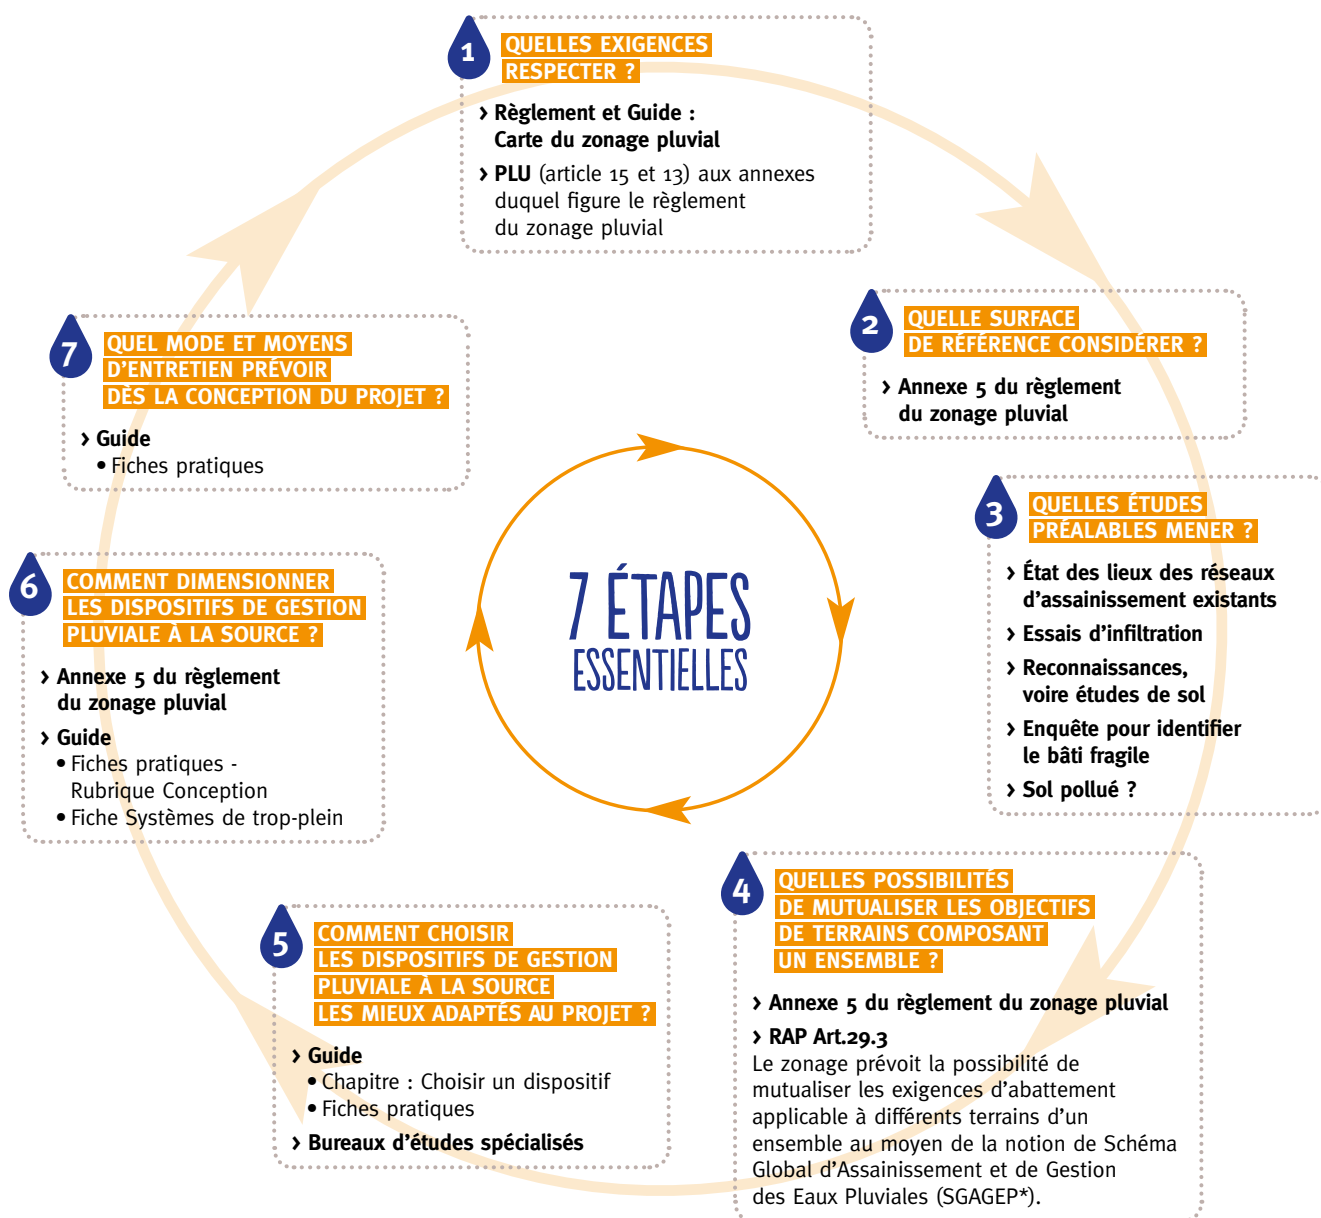 1
QUELLES EXIGENCES
RESPECTER ?
› Règlement et Guide :
Carte du zonage pluvial
› PLU (article 15 et 13) aux annexes
duquel figure le règlement
du zonage pluvial
2
QUELLE SURFACE
DE RÉFÉRENCE CONSIDÉRER ?
› Annexe 5 du règlement
du zonage pluvial
3
QUELLES ÉTUDES
PRÉALABLES MENER ?
› État des lieux des réseaux
d’assainissement existants
› Essais d’infiltration
› Reconnaissances,
voire études de sol
› Enquête pour identifier
le bâti fragile
› Sol pollué ?
4
QUELLES POSSIBILITÉS
DE MUTUALISER LES OBJECTIFS
DE TERRAINS COMPOSANT
UN ENSEMBLE ?
› Annexe 5 du règlement du zonage pluvial
› RAP Art.29.3
Le zonage prévoit la possibilité de
mutualiser les exigences d’abattement
applicable à différents terrains d’un
ensemble au moyen de la notion de Schéma
Global d’Assainissement et de Gestion
des Eaux Pluviales (SGAGEP*).
5
COMMENT CHOISIR
LES DISPOSITIFS DE GESTION
PLUVIALE À LA SOURCE
LES MIEUX ADAPTÉS AU PROJET ?
› Guide
• Chapitre : Choisir un dispositif
• Fiches pratiques
› Bureaux d’études spécialisés
6
COMMENT DIMENSIONNER
LES DISPOSITIFS DE GESTION
PLUVIALE À LA SOURCE ?
› Annexe 5 du règlement
du zonage pluvial
› Guide
• Fiches pratiques -
Rubrique Conception
• Fiche Systèmes de trop-plein
7
QUEL MODE ET MOYENS
D’ENTRETIEN PRÉVOIR
DÈS LA CONCEPTION DU PROJET ?
› Guide
• Fiches pratiques
7 ÉTAPES
ESSENTIELLES